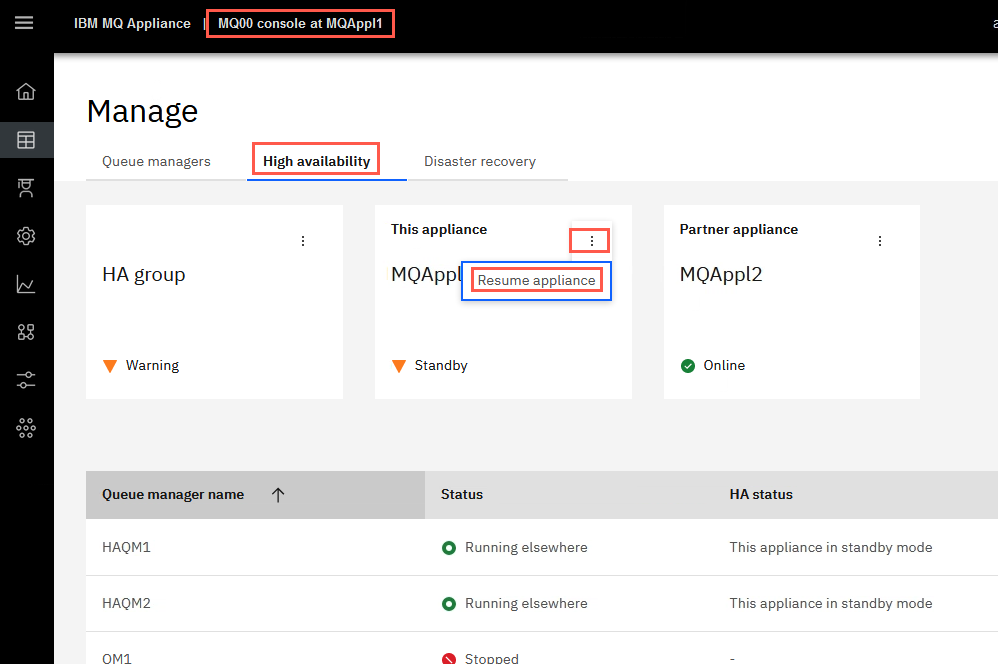 IBM MQ Appliance | MQ00 console at MQAppl1
Manage
Queue managers High availability Disaster recovery
HA group
Warning
This appliance
MQAppl
Resume appliance
Standby
Partner appliance
MQAppl2
Online
Queue manager name Status HA status
HAQM1 Running elsewhere This appliance in standby mode
HAQM2 Running elsewhere This appliance in standby mode
QM1 Stopped -